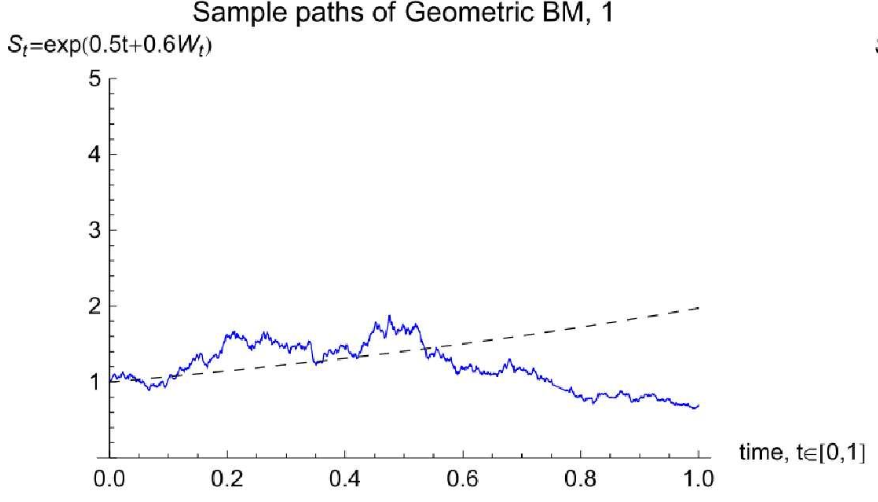 Sample paths of Geometric BM, 1
Sₜ=exp(0.5t+0.6Wₜ)
5
4
3
2
1
0.0 0.2 0.4 0.6 0.8 1.0
time, t∈[0,1]